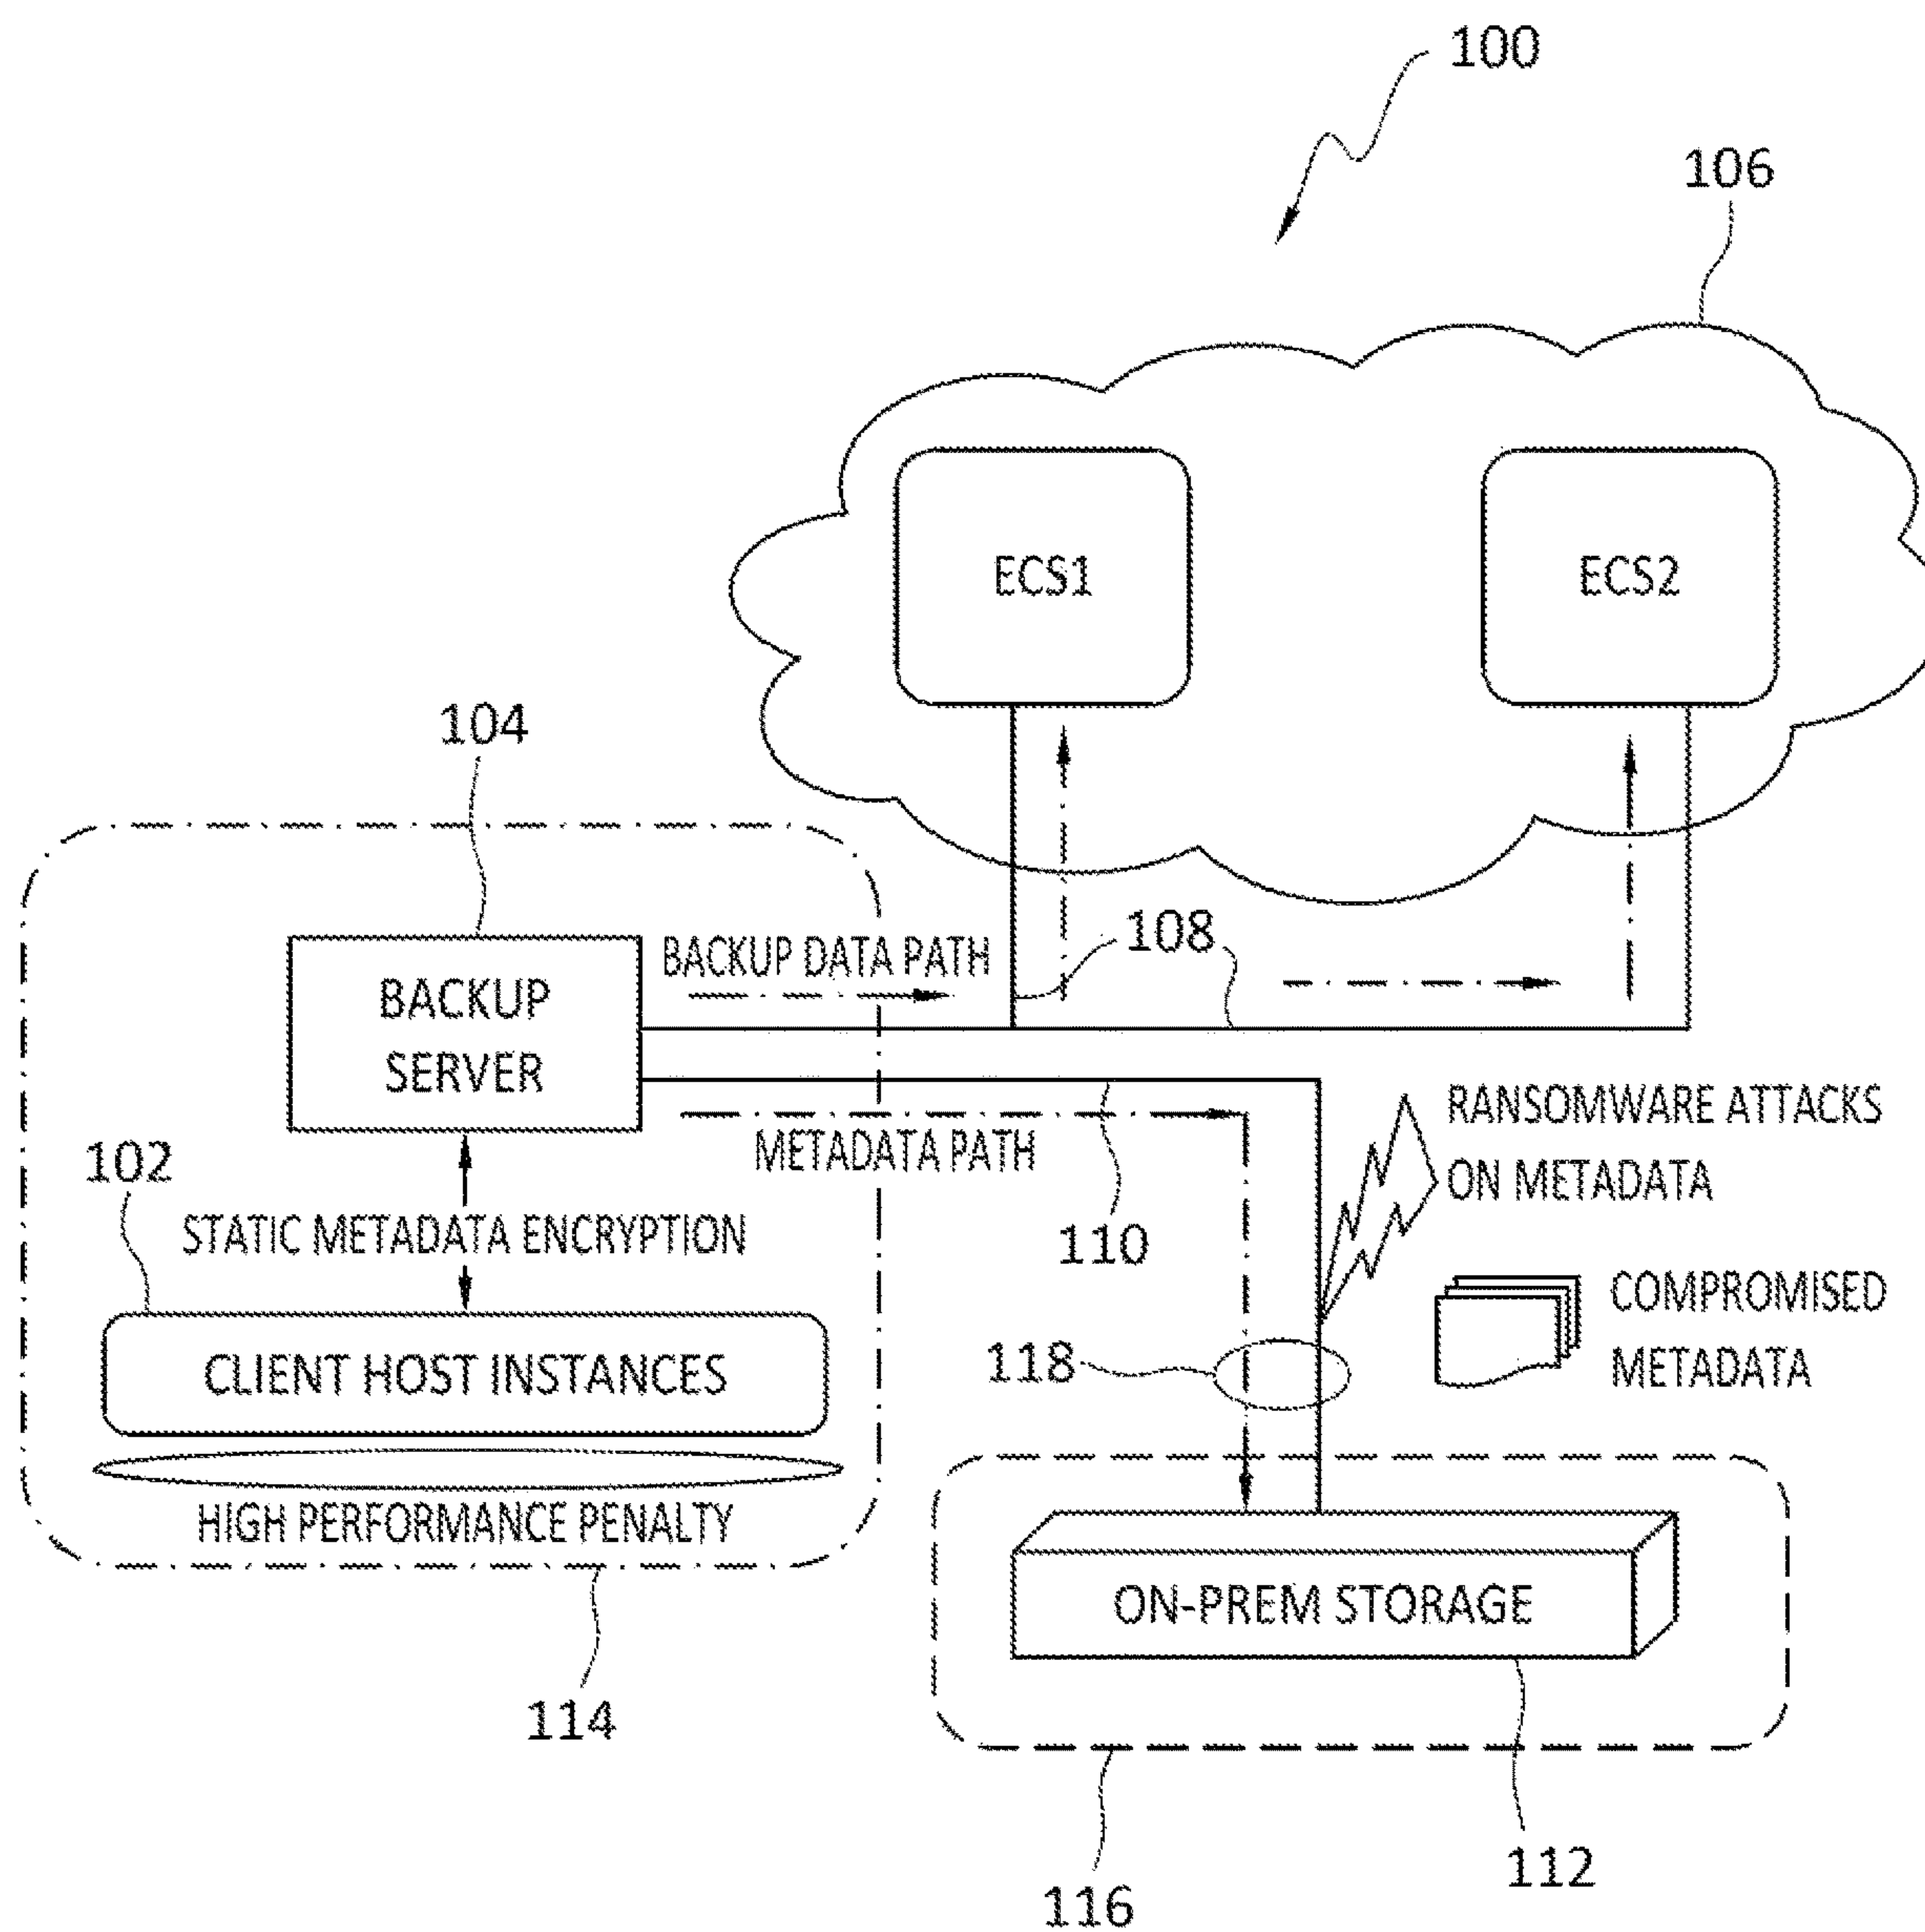 100
106
ECS1
ECS2
104
BACKUP DATA PATH
108
BACKUP
SERVER
METADATA PATH
RANSOMWARE ATTACKS
ON METADATA
102
STATIC METADATA ENCRYPTION
110
COMPROMISED
METADATA
118
CLIENT HOST INSTANCES
HIGH PERFORMANCE PENALTY
ON-PREM STORAGE
114
112
116